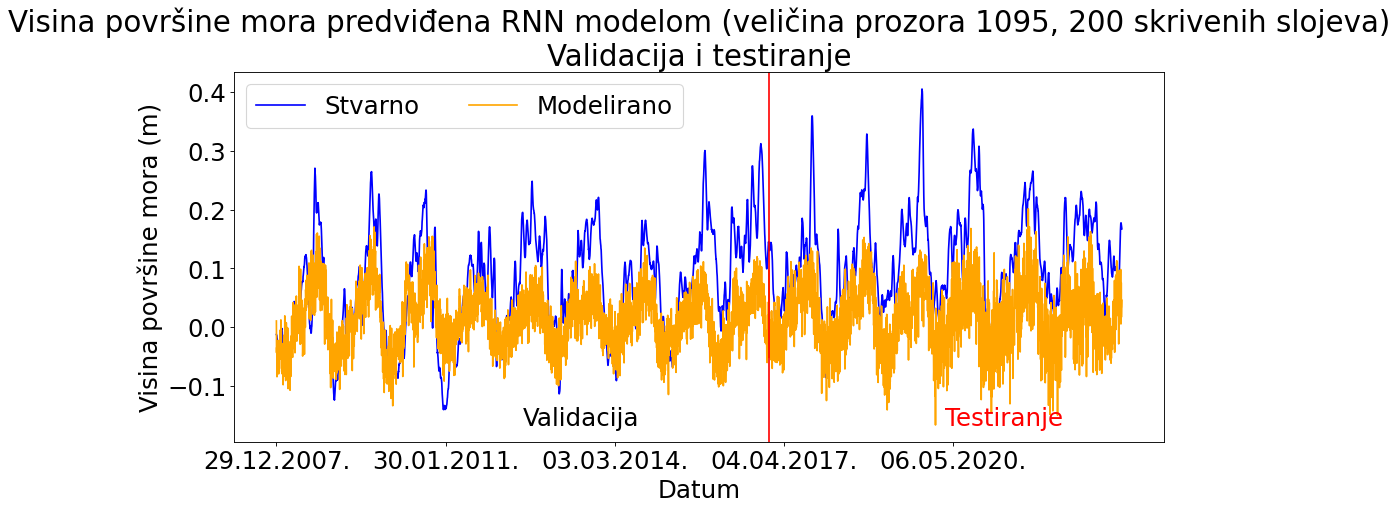 Visina površine mora predviđena RNN modelom (veličina prozora 1095, 200 skrivenih slojeva)
Validacija i testiranje
Stvarno Modelirano
Visina površine mora (m)
0.4
0.3
0.2
0.1
0.0
−0.1
Validacija
Testiranje
29.12.2007. 30.01.2011. 03.03.2014. 04.04.2017. 06.05.2020.
Datum